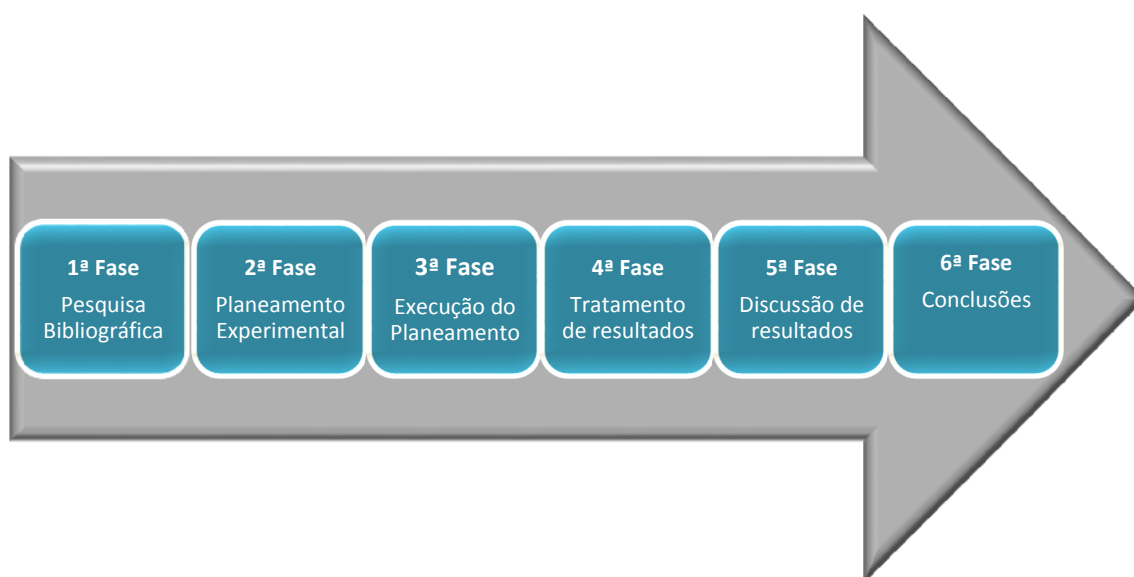 1ª Fase
Pesquisa
Bibliográfica
2ª Fase
Planeamento
Experimental
3ª Fase
Execução do
Planeamento
4ª Fase
Tratamento
de resultados
5ª Fase
Discussão de
resultados
6ª Fase
Conclusões